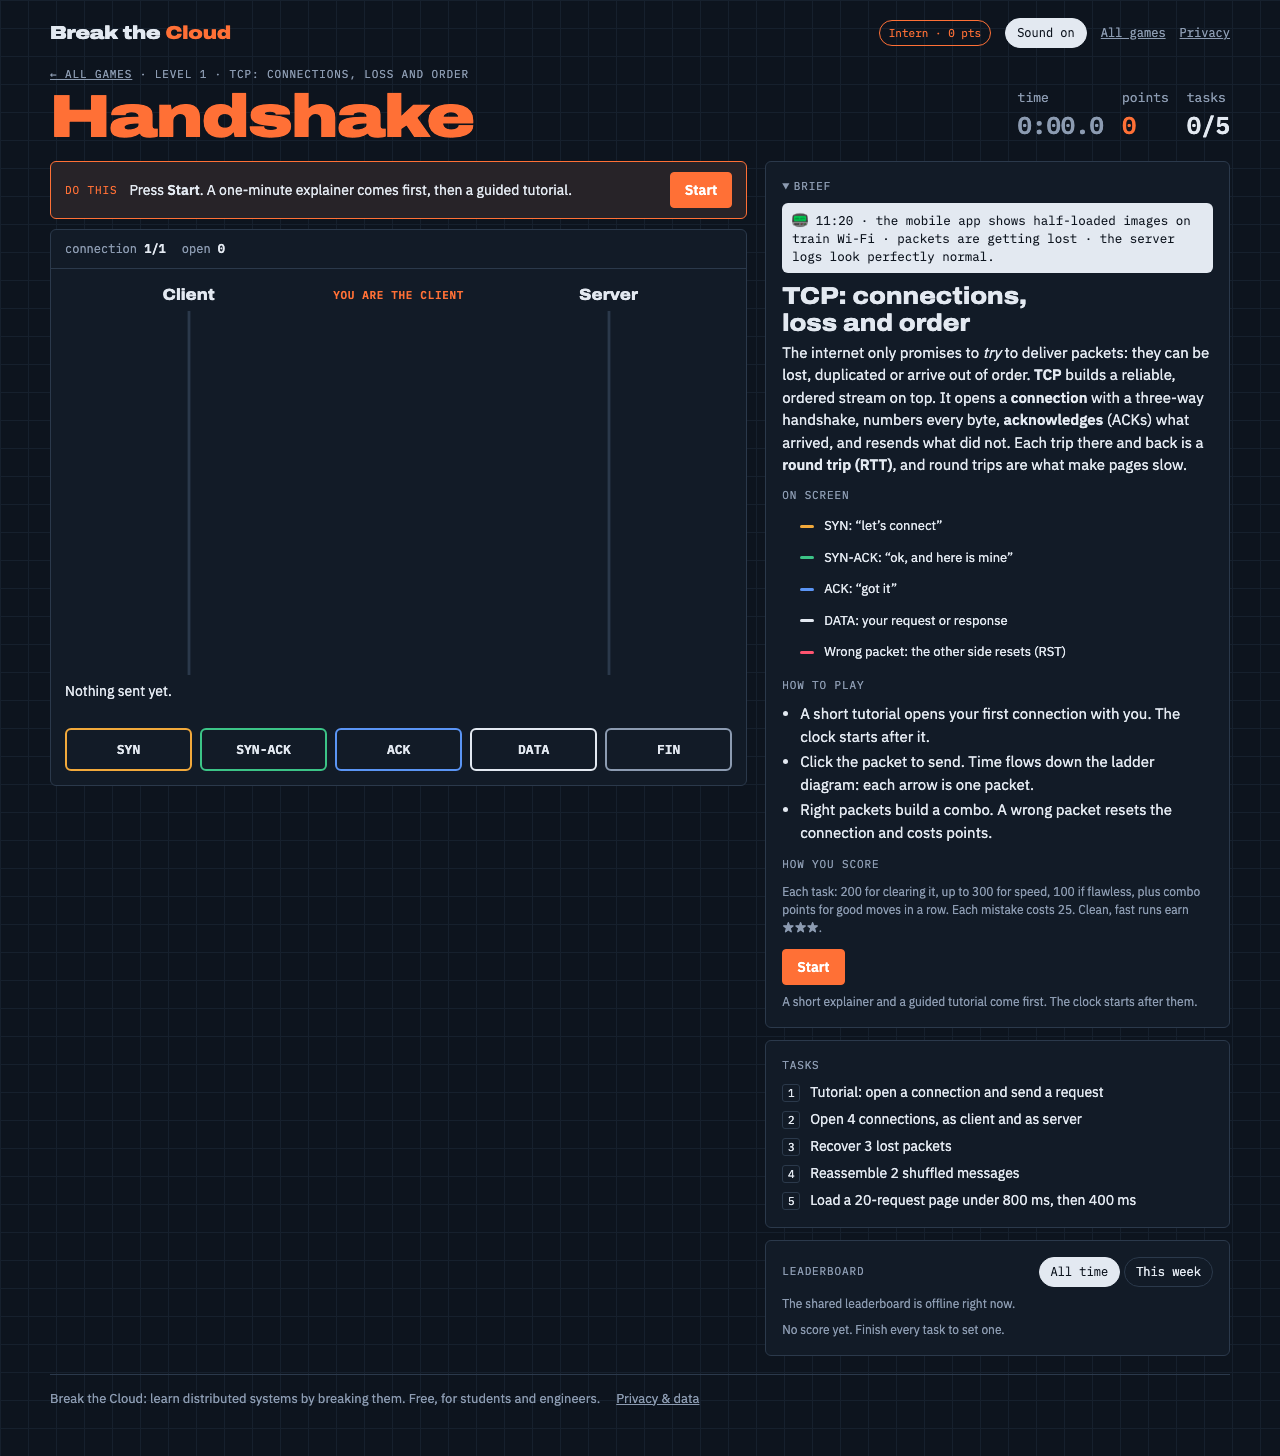 Break the Cloud
Intern · 0 pts
Sound on
All games
Privacy
← ALL GAMES · LEVEL 1 · TCP: CONNECTIONS, LOSS AND ORDER
Handshake
time
0:00.0
points
0
tasks
0/5
DO THIS
Press Start. A one-minute explainer comes first, then a guided tutorial.
Start
connection 1/1 open 0
Client
YOU ARE THE CLIENT
Server
Nothing sent yet.
SYN
SYN-ACK
ACK
DATA
FIN
▼ BRIEF
11:20 · the mobile app shows half-loaded images on
train Wi-Fi · packets are getting lost · the server
logs look perfectly normal.
TCP: connections,
loss and order
The internet only promises to try to deliver packets: they can be
lost, duplicated or arrive out of order. TCP builds a reliable,
ordered stream on top. It opens a connection with a three-way
handshake, numbers every byte, acknowledges (ACKs) what
arrived, and resends what did not. Each trip there and back is a
round trip (RTT), and round trips are what make pages slow.
ON SCREEN
SYN: “let’s connect”
SYN-ACK: “ok, and here is mine”
ACK: “got it”
DATA: your request or response
Wrong packet: the other side resets (RST)
HOW TO PLAY
• A short tutorial opens your first connection with you. The
clock starts after it.
• Click the packet to send. Time flows down the ladder
diagram: each arrow is one packet.
• Right packets build a combo. A wrong packet resets the
connection and costs points.
HOW YOU SCORE
Each task: 200 for clearing it, up to 300 for speed, 100 if flawless, plus combo
points for good moves in a row. Each mistake costs 25. Clean, fast runs earn
★★★.
Start
A short explainer and a guided tutorial come first. The clock starts after them.
TASKS
1 Tutorial: open a connection and send a request
2 Open 4 connections, as client and as server
3 Recover 3 lost packets
4 Reassemble 2 shuffled messages
5 Load a 20-request page under 800 ms, then 400 ms
LEADERBOARD
All time
This week
The shared leaderboard is offline right now.
No score yet. Finish every task to set one.
Break the Cloud: learn distributed systems by breaking them. Free, for students and engineers.
Privacy & data